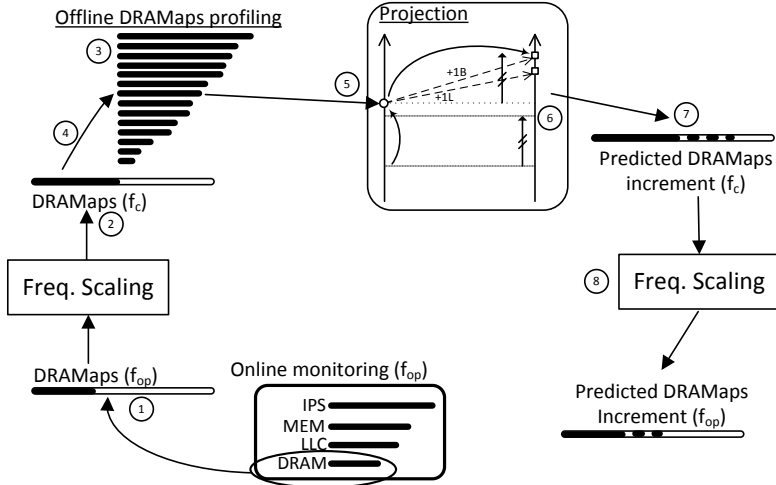 Offline DRAMaps profiling
Projection
3
5
+1B
+1L
6
7
4
Predicted DRAMaps
increment (fc)
DRAMaps (fc)
2
Freq. Scaling
8
Freq. Scaling
DRAMaps (fop)
Online monitoring (fop)
1
IPS
MEM
LLC
DRAM
Predicted DRAMaps
Increment (fop)